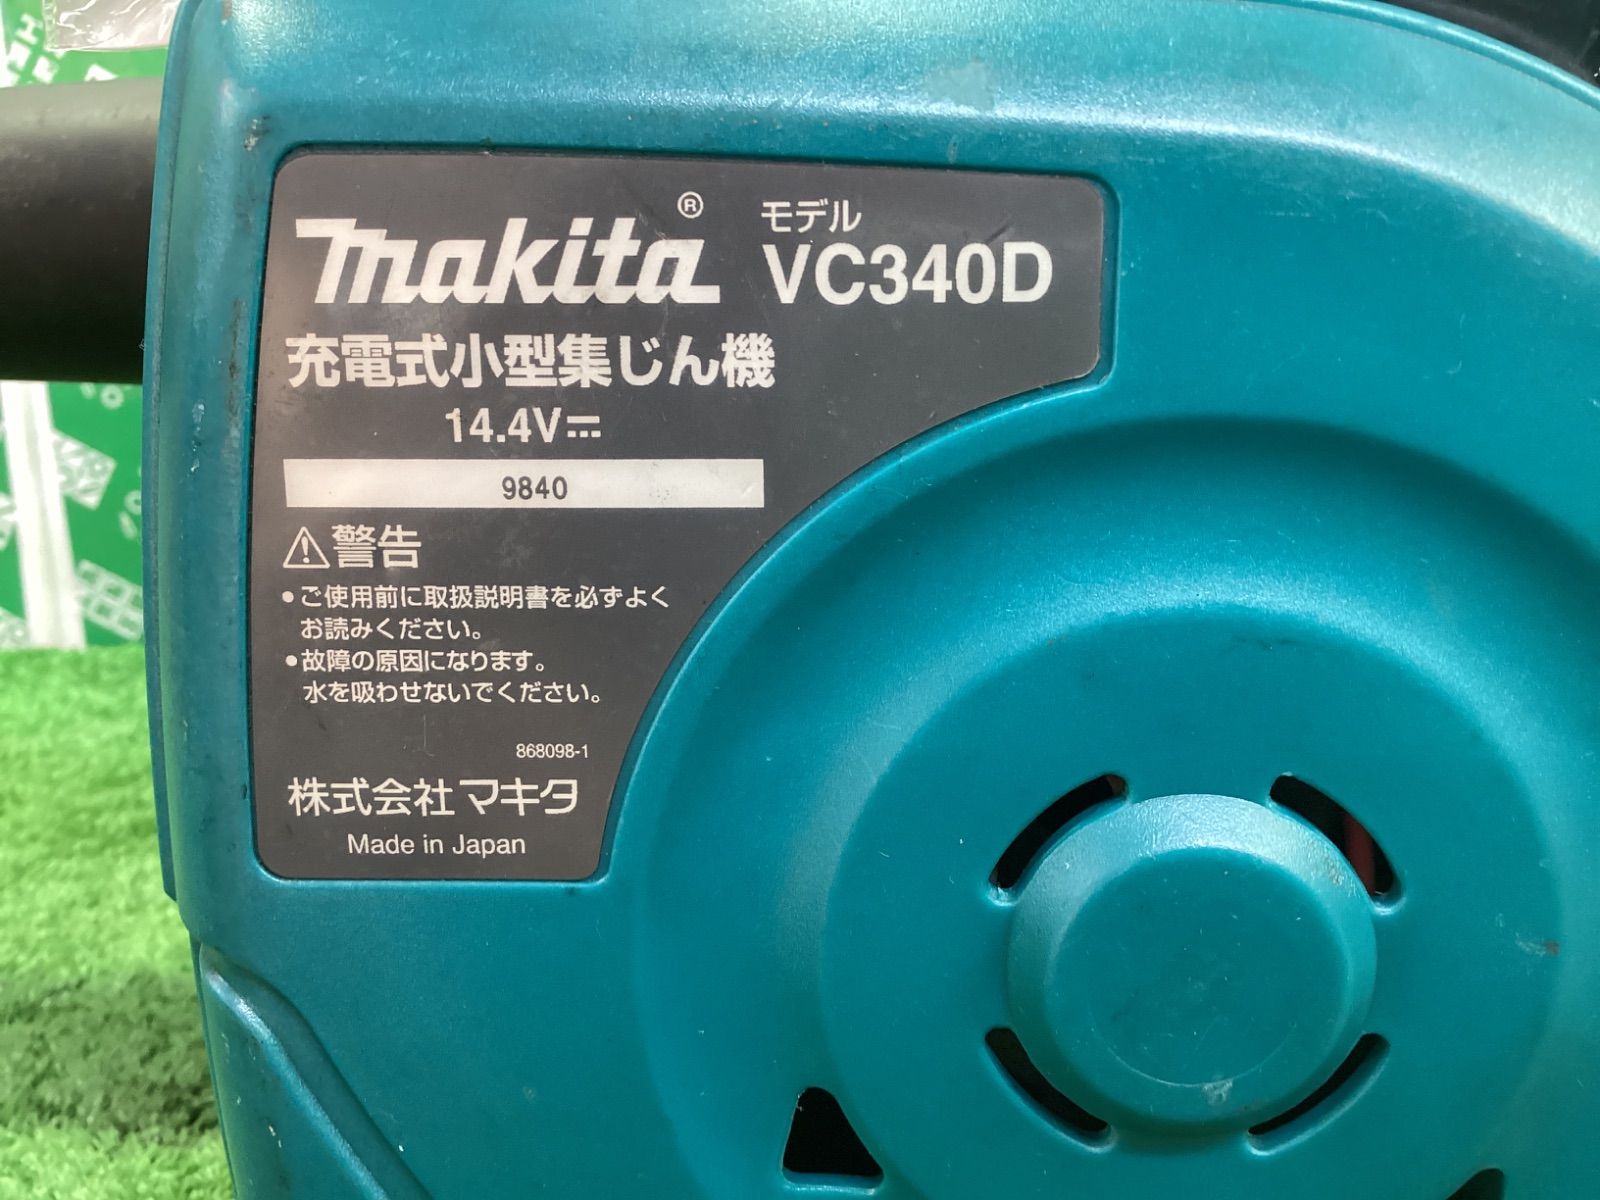 makita®
モデル
VC340D
充電式小型集じん機
14.4V⎓
9840
⚠警告
●ご使用前に取扱説明書を必ずよく
お読みください。
●故障の原因になります。
水を吸わせないでください。
868098-1
株式会社マキタ
Made in Japan